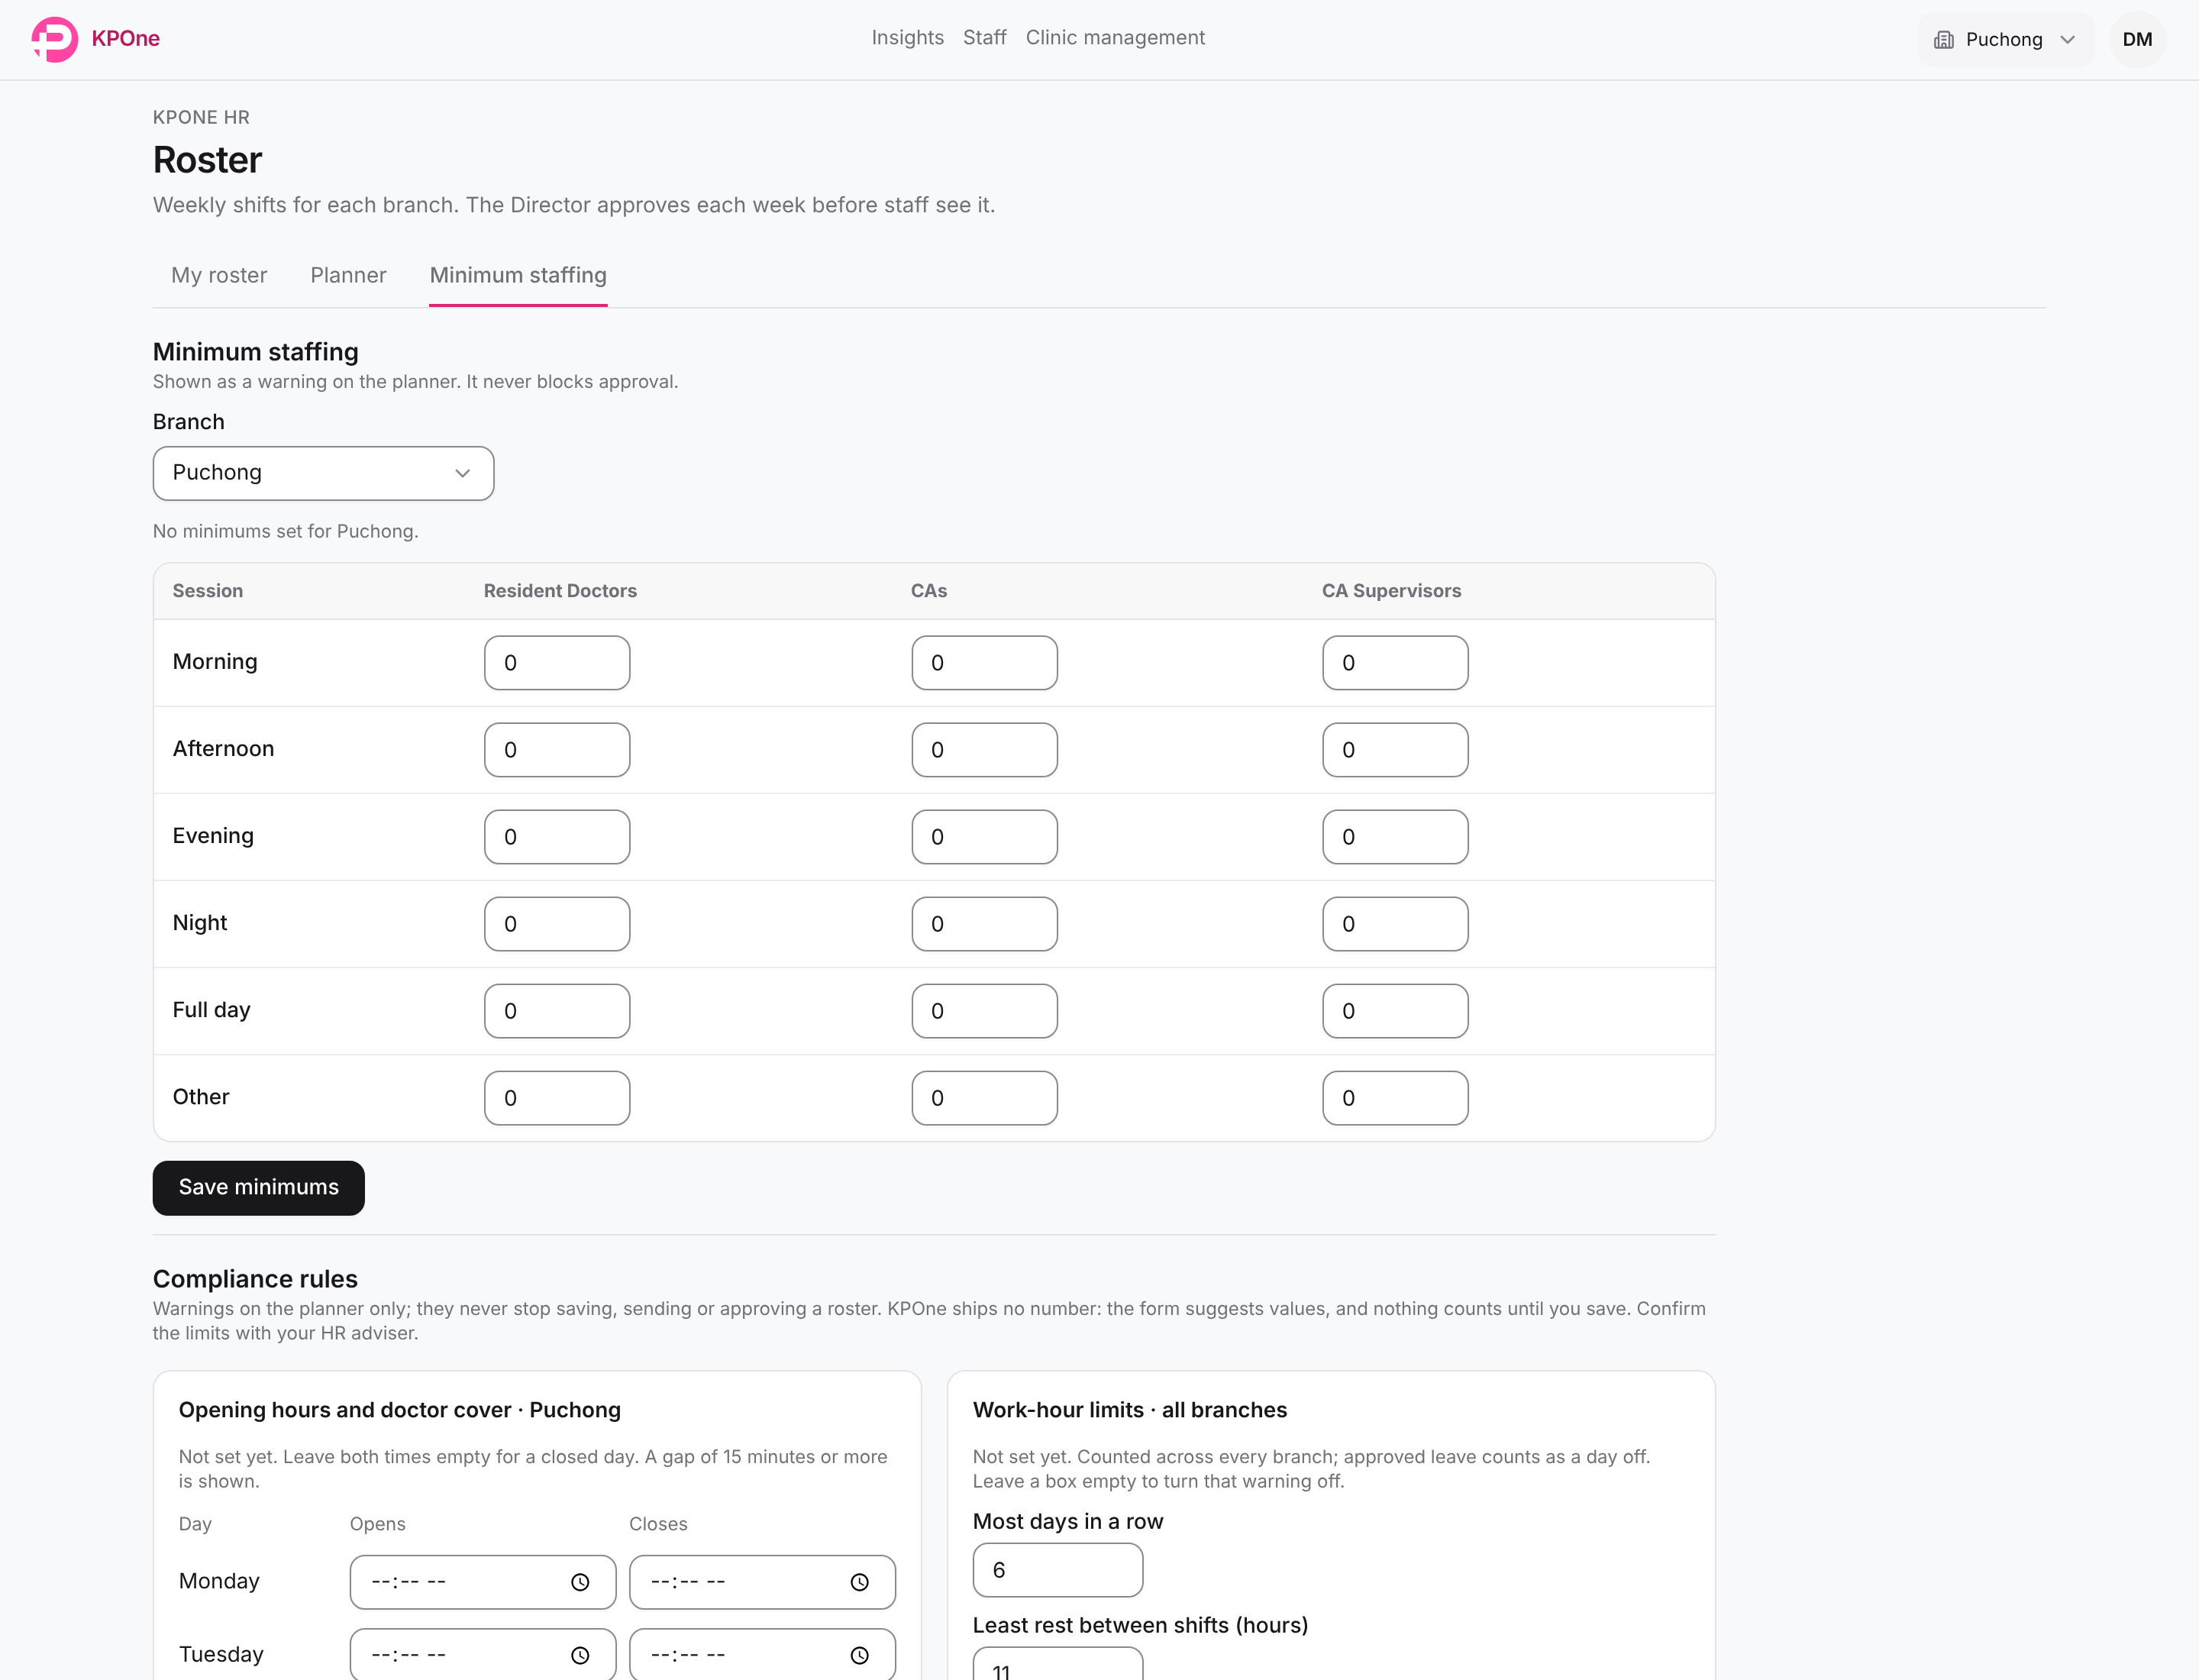 KPOne
Insights Staff Clinic management
Puchong
DM
KPONE HR
Roster
Weekly shifts for each branch. The Director approves each week before staff see it.
My roster Planner Minimum staffing
Minimum staffing
Shown as a warning on the planner. It never blocks approval.
Branch
Puchong
No minimums set for Puchong.
Session Resident Doctors CAs CA Supervisors
Morning 0 0 0
Afternoon 0 0 0
Evening 0 0 0
Night 0 0 0
Full day 0 0 0
Other 0 0 0
Save minimums
Compliance rules
Warnings on the planner only; they never stop saving, sending or approving a roster. KPOne ships no number: the form suggests values, and nothing counts until you save. Confirm
the limits with your HR adviser.
Opening hours and doctor cover · Puchong
Not set yet. Leave both times empty for a closed day. A gap of 15 minutes or more
is shown.
Day Opens Closes
Monday --:-- -- --:-- --
Tuesday --:-- -- --:-- --
Work-hour limits · all branches
Not set yet. Counted across every branch; approved leave counts as a day off.
Leave a box empty to turn that warning off.
Most days in a row
6
Least rest between shifts (hours)
11